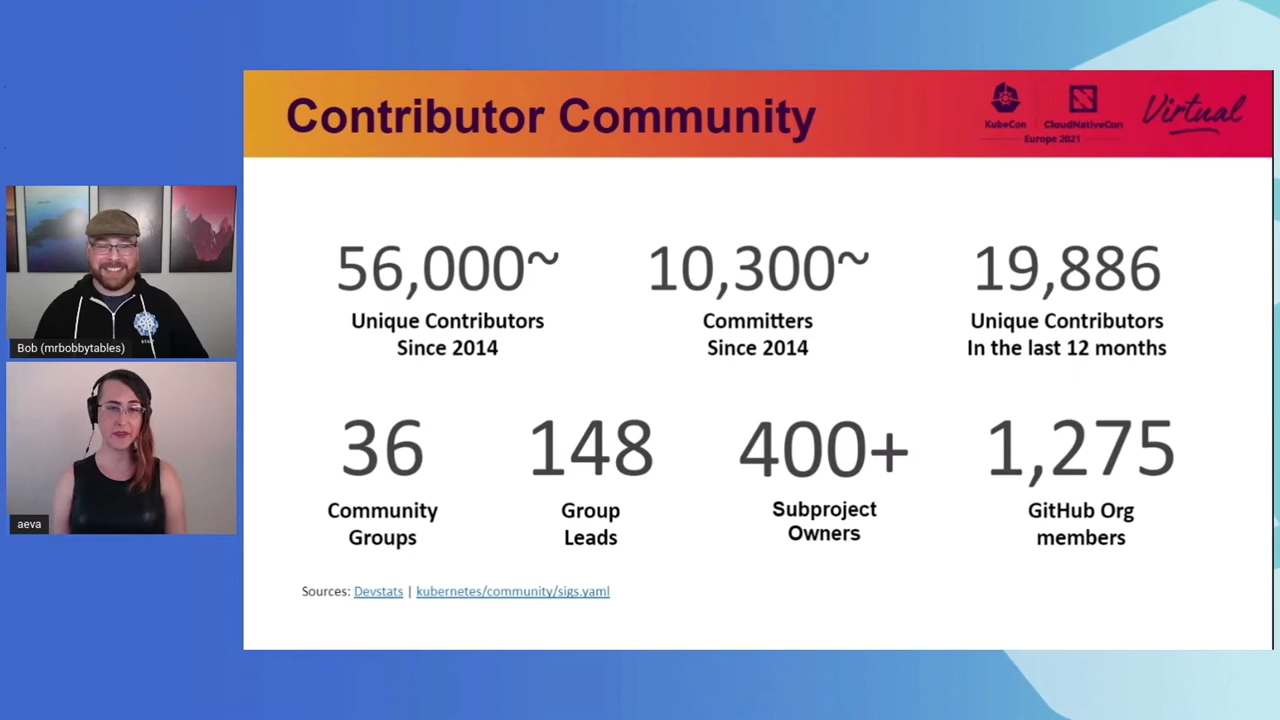 Contributor Community
KubeCon
CloudNativeCon
Europe 2021
Virtual
56,000~
Unique Contributors
Since 2014
10,300~
Committers
Since 2014
19,886
Unique Contributors
In the last 12 months
36
Community
Groups
148
Group
Leads
400+
Subproject
Owners
1,275
GitHub Org
members
Sources: Devstats | kubernetes/community/sigs.yaml
Bob (mrbobbytables)
aeva